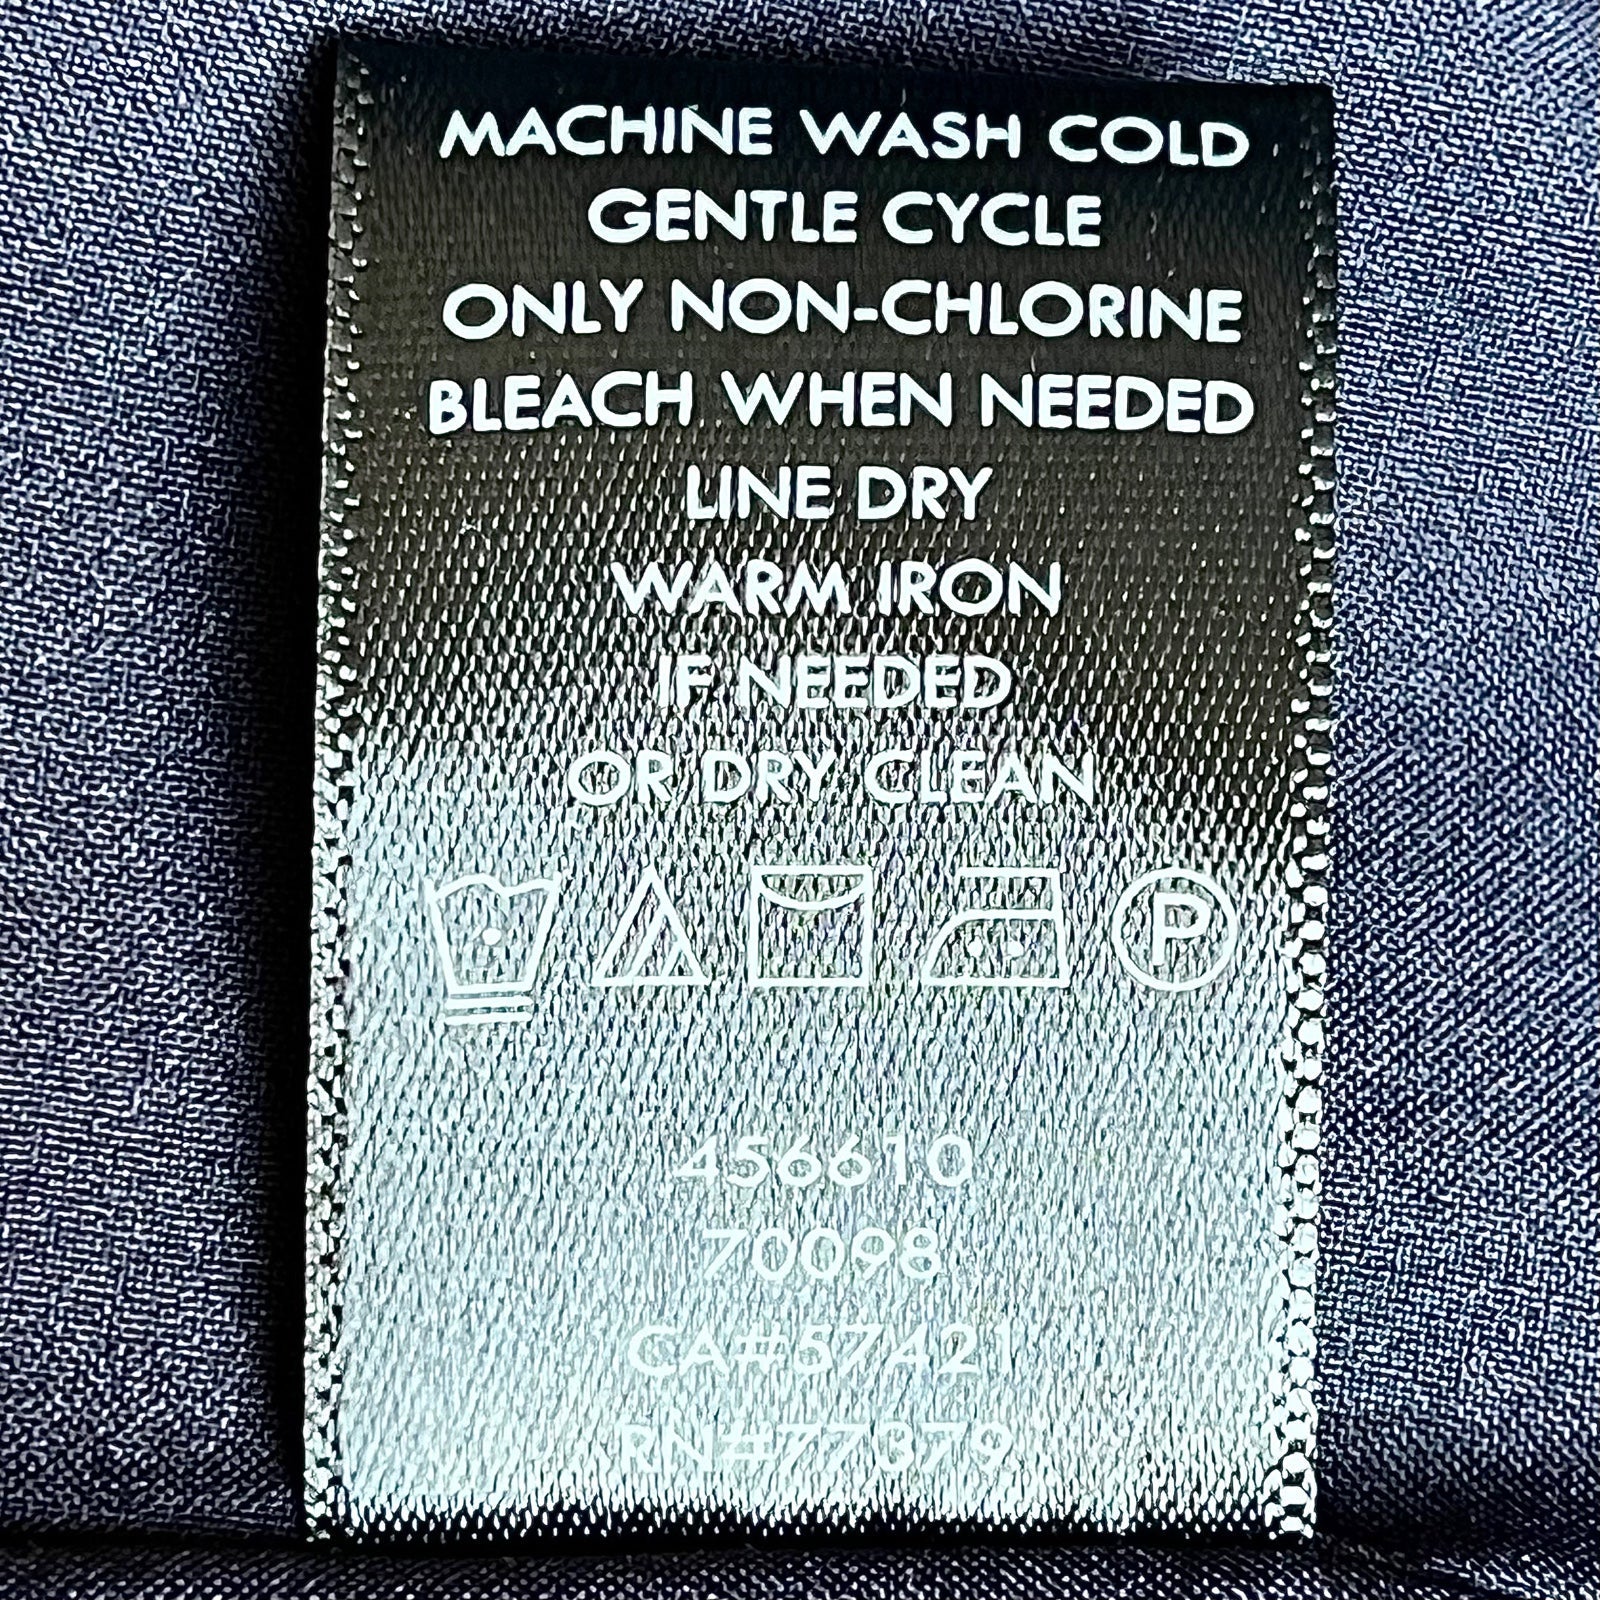 MACHINE WASH COLD
GENTLE CYCLE
ONLY NON-CHLORINE
BLEACH WHEN NEEDED
LINE DRY
WARM IRON
IF NEEDED
OR DRY CLEAN
P
456610
70098
CA#57421
RN#77379